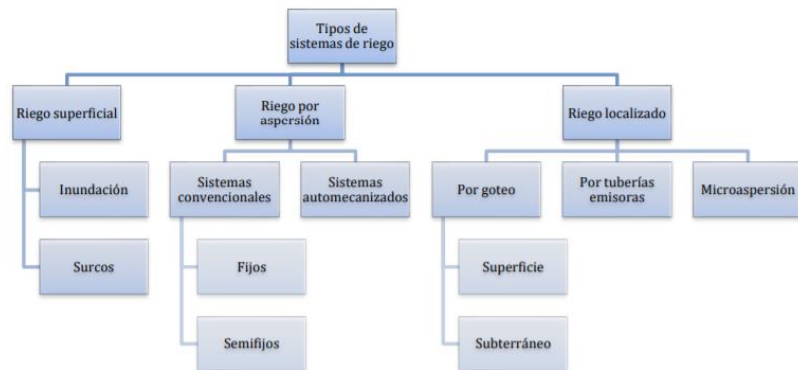 Tipos de
sistemas de riego
Riego superficial
Riego por
aspersión
Riego localizado
Inundación
Sistemas
convencionales
Sistemas
automecanizados
Por goteo
Por tuberías
emisoras
Microaspersión
Surcos
Fijos
Superficie
Semifijos
Subterráneo